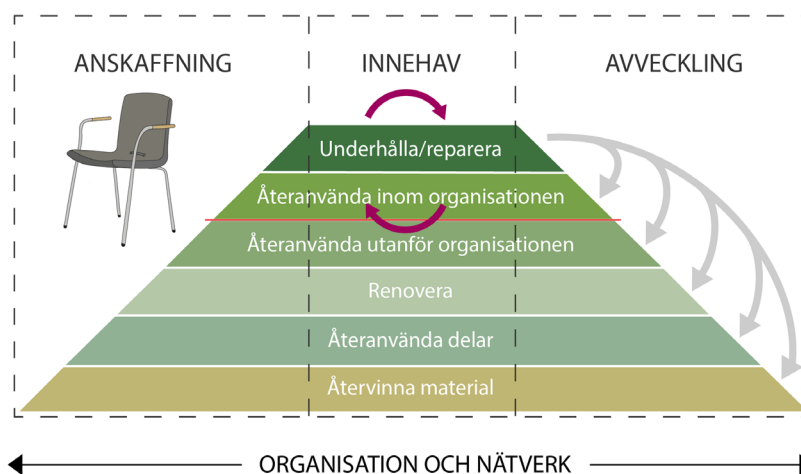 ANSKAFFNING
INNEHAV
AVVECKLING
Underhålla/reparera
Återanvända inom organisationen
Återanvända utanför organisationen
Renovera
Återanvända delar
Återvinna material
ORGANISATION OCH NÄTVERK